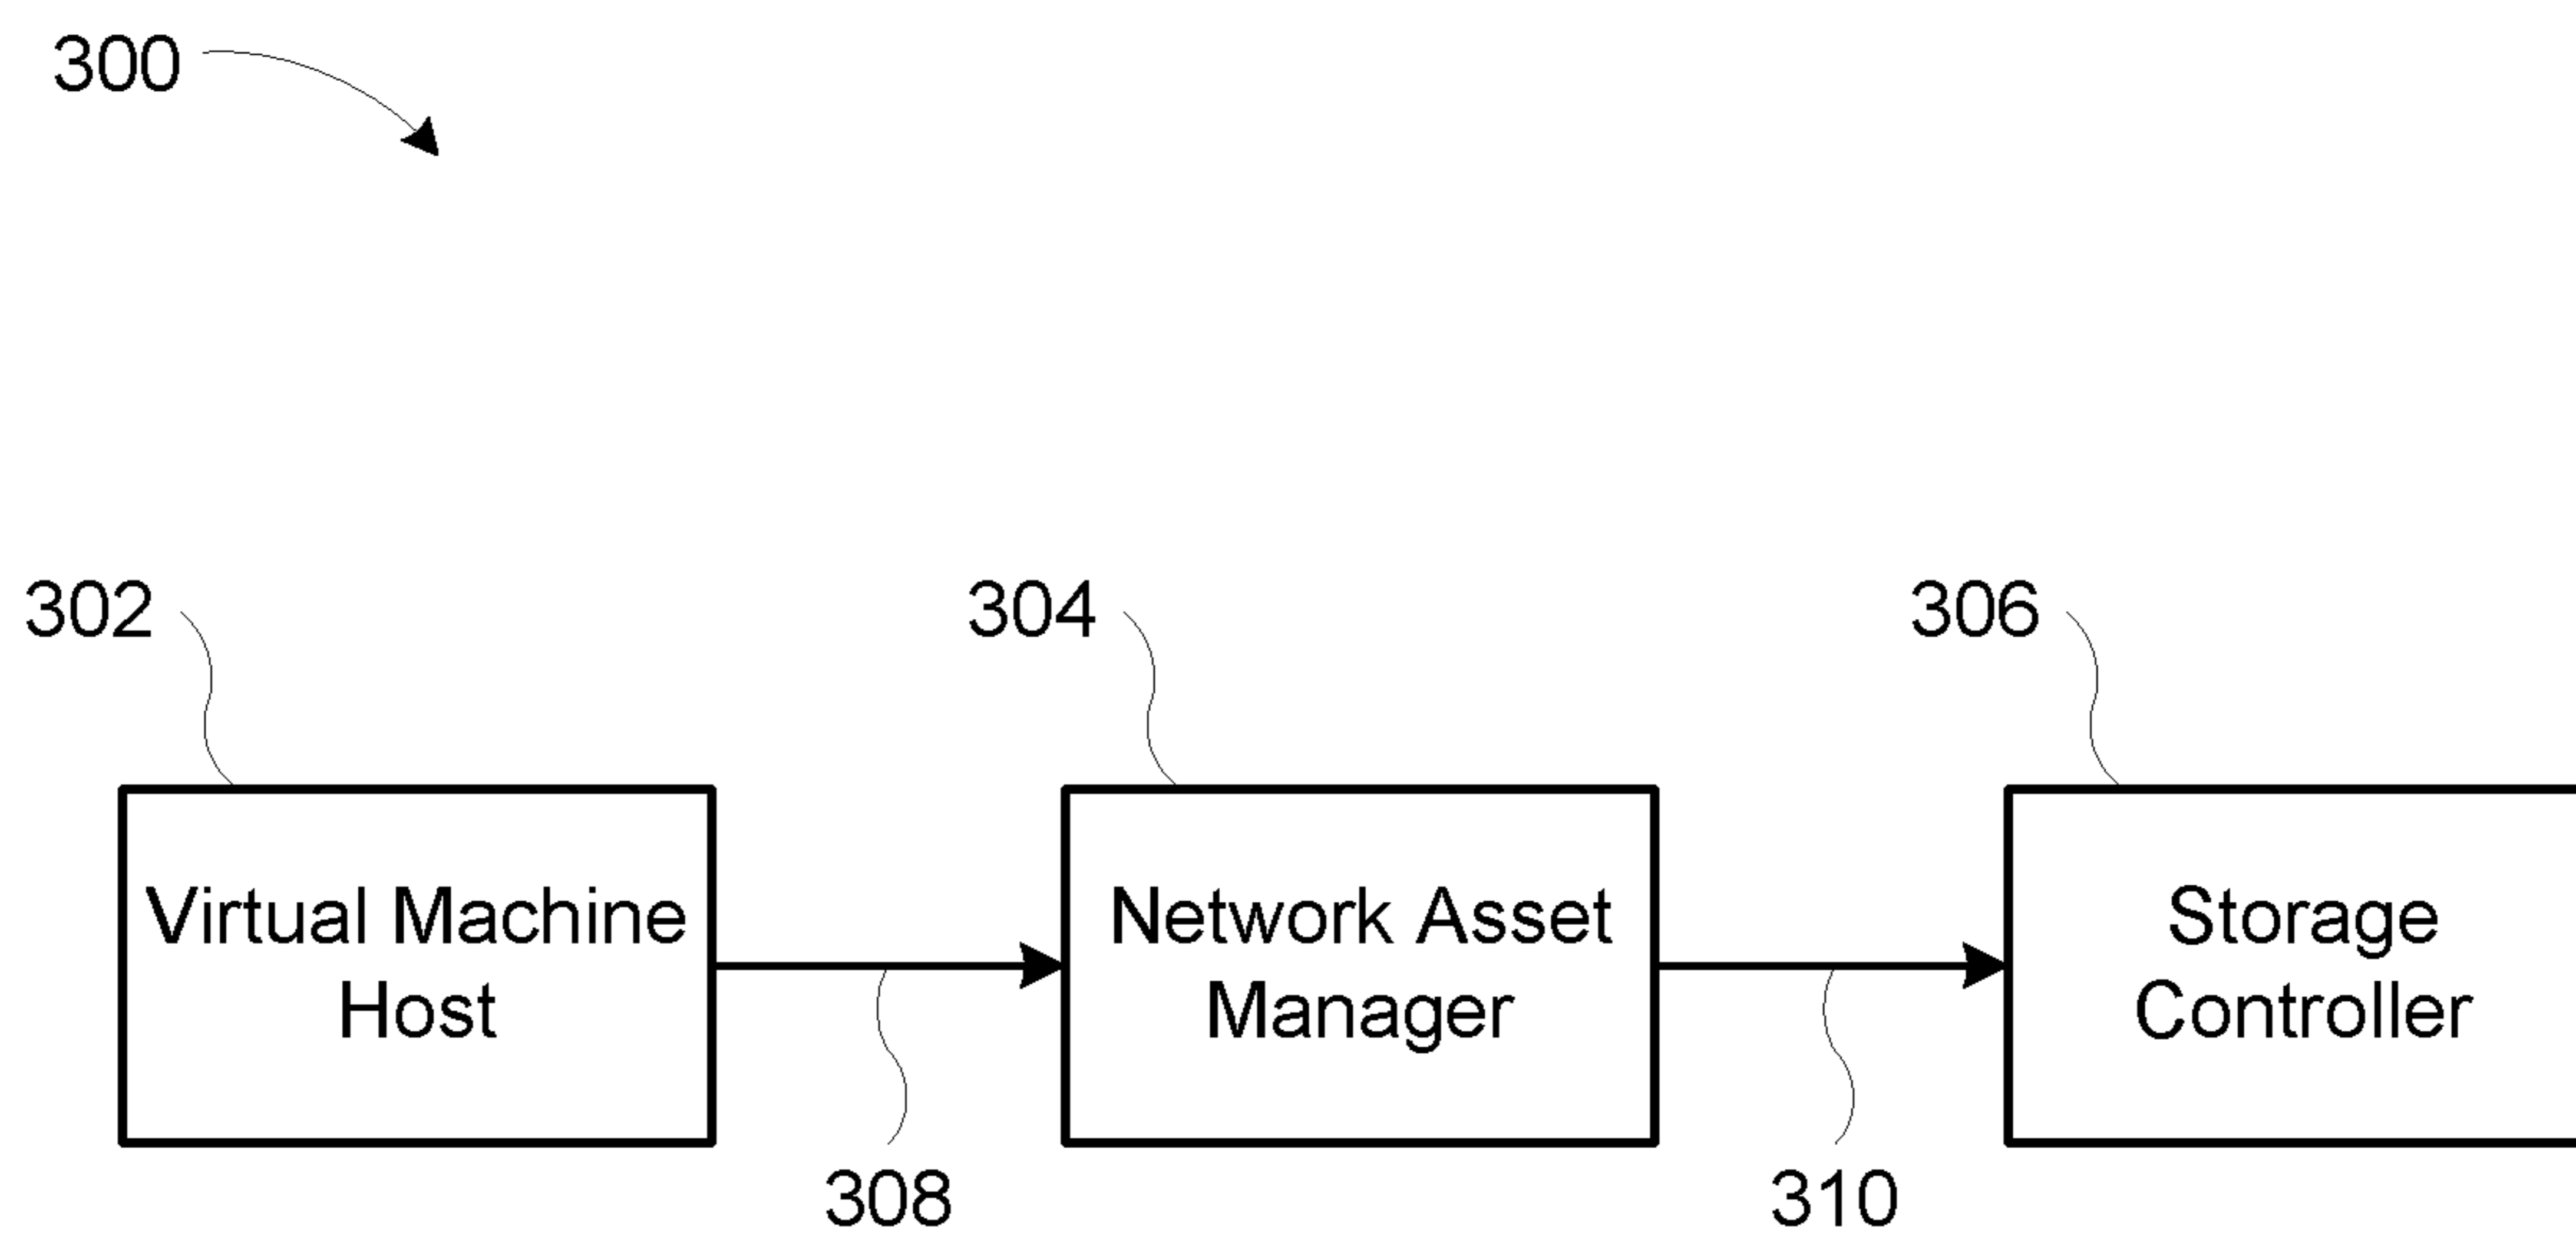 300
302
304
306
Virtual Machine
Host
Network Asset
Manager
Storage
Controller
308
310